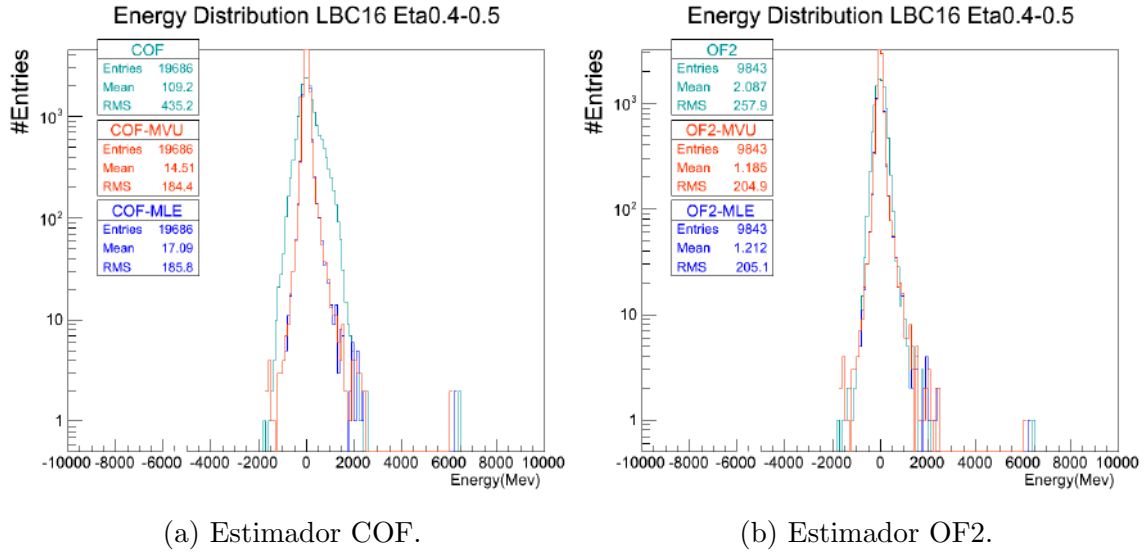 Energy Distribution LBC16 Eta0.4-0.5
#Entries
COF
Entries 19686
Mean 109.2
RMS 435.2
COF-MVU
Entries 19686
Mean 14.51
RMS 184.4
COF-MLE
Entries 19686
Mean 17.09
RMS 185.8
10³
10²
10
1
-10000 -8000 -6000 -4000 -2000 0 2000 4000 6000 8000 10000
Energy(Mev)
(a) Estimador COF.
Energy Distribution LBC16 Eta0.4-0.5
#Entries
OF2
Entries 9843
Mean 2.087
RMS 257.9
OF2-MVU
Entries 9843
Mean 1.185
RMS 204.9
OF2-MLE
Entries 9843
Mean 1.212
RMS 205.1
10³
10²
10
1
-10000 -8000 -6000 -4000 -2000 0 2000 4000 6000 8000 10000
Energy(Mev)
(b) Estimador OF2.